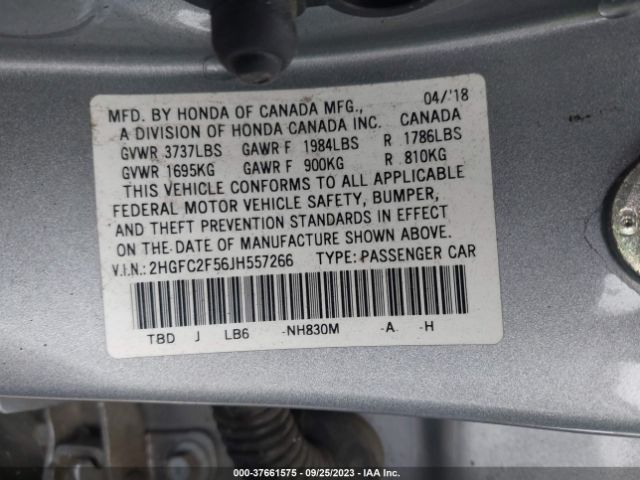 MFD. BY HONDA OF CANADA MFG., 04/'18
A DIVISION OF HONDA CANADA INC. CANADA
GVWR 3737LBS GAWR F 1984LBS R 1786LBS
GVWR 1695KG GAWR F 900KG R 810KG
THIS VEHICLE CONFORMS TO ALL APPLICABLE
FEDERAL MOTOR VEHICLE SAFETY, BUMPER,
AND THEFT PREVENTION STANDARDS IN EFFECT
ON THE DATE OF MANUFACTURE SHOWN ABOVE.
V.I.N.: 2HGFC2F56JH557266 TYPE: PASSENGER CAR
TBD J LB6 -NH830M -A -H
000-37661575 - 09/25/2023 - IAA Inc.